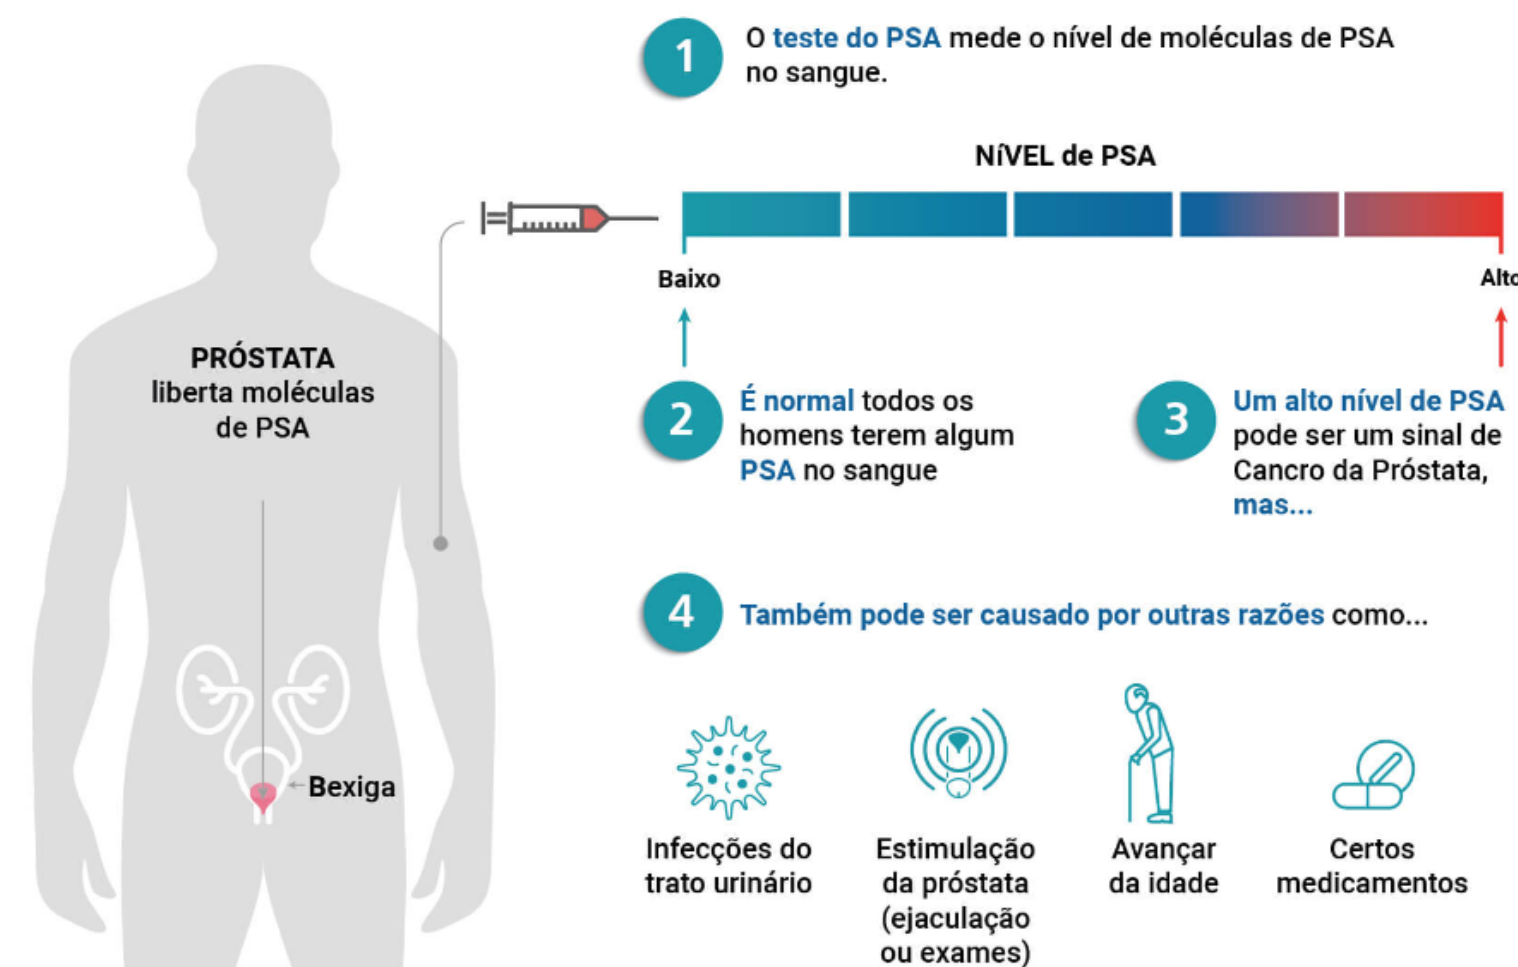 1
O teste do PSA mede o nível de moléculas de PSA
no sangue.
NíVEL de PSA
Baixo
Alto
PRÓSTATA
liberta moléculas
de PSA
2
É normal todos os
homens terem algum
PSA no sangue
3
Um alto nível de PSA
pode ser um sinal de
Cancro da Próstata,
mas...
4
Também pode ser causado por outras razões como...
Bexiga
Infecções do
trato urinário
Estimulação
da próstata
(ejaculação
ou exames)
Avançar
da idade
Certos
medicamentos